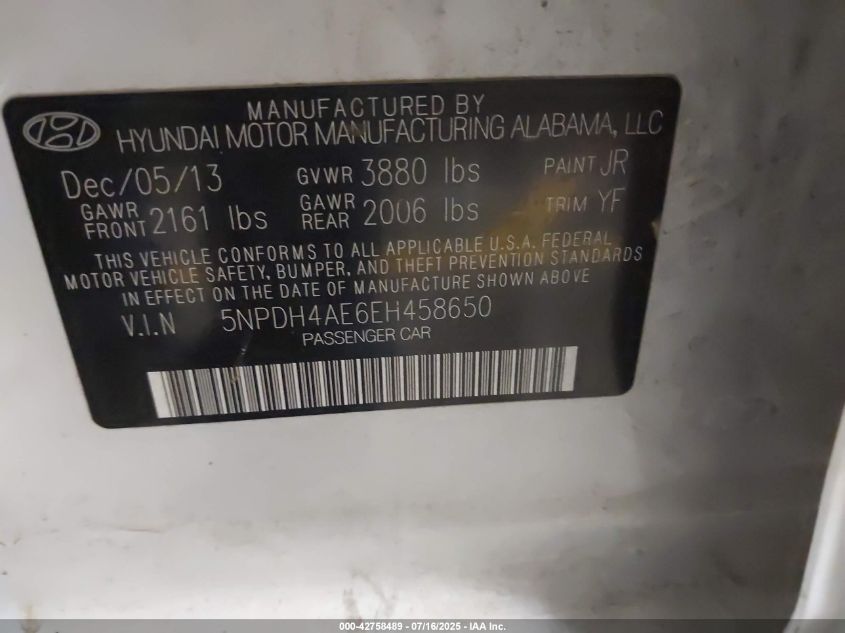 MANUFACTURED BY
HYUNDAI MOTOR MANUFACTURING ALABAMA, LLC
Dec/05/13 GVWR 3880 lbs PAINT JR
GAWR FRONT 2161 lbs GAWR REAR 2006 lbs TRIM YF
THIS VEHICLE CONFORMS TO ALL APPLICABLE U.S.A. FEDERAL
MOTOR VEHICLE SAFETY, BUMPER, AND THEFT PREVENTION STANDARDS
IN EFFECT ON THE DATE OF MANUFACTURE SHOWN ABOVE
V.I.N 5NPDH4AE6EH458650
PASSENGER CAR
000-42758489 - 07/16/2025 - IAA Inc.